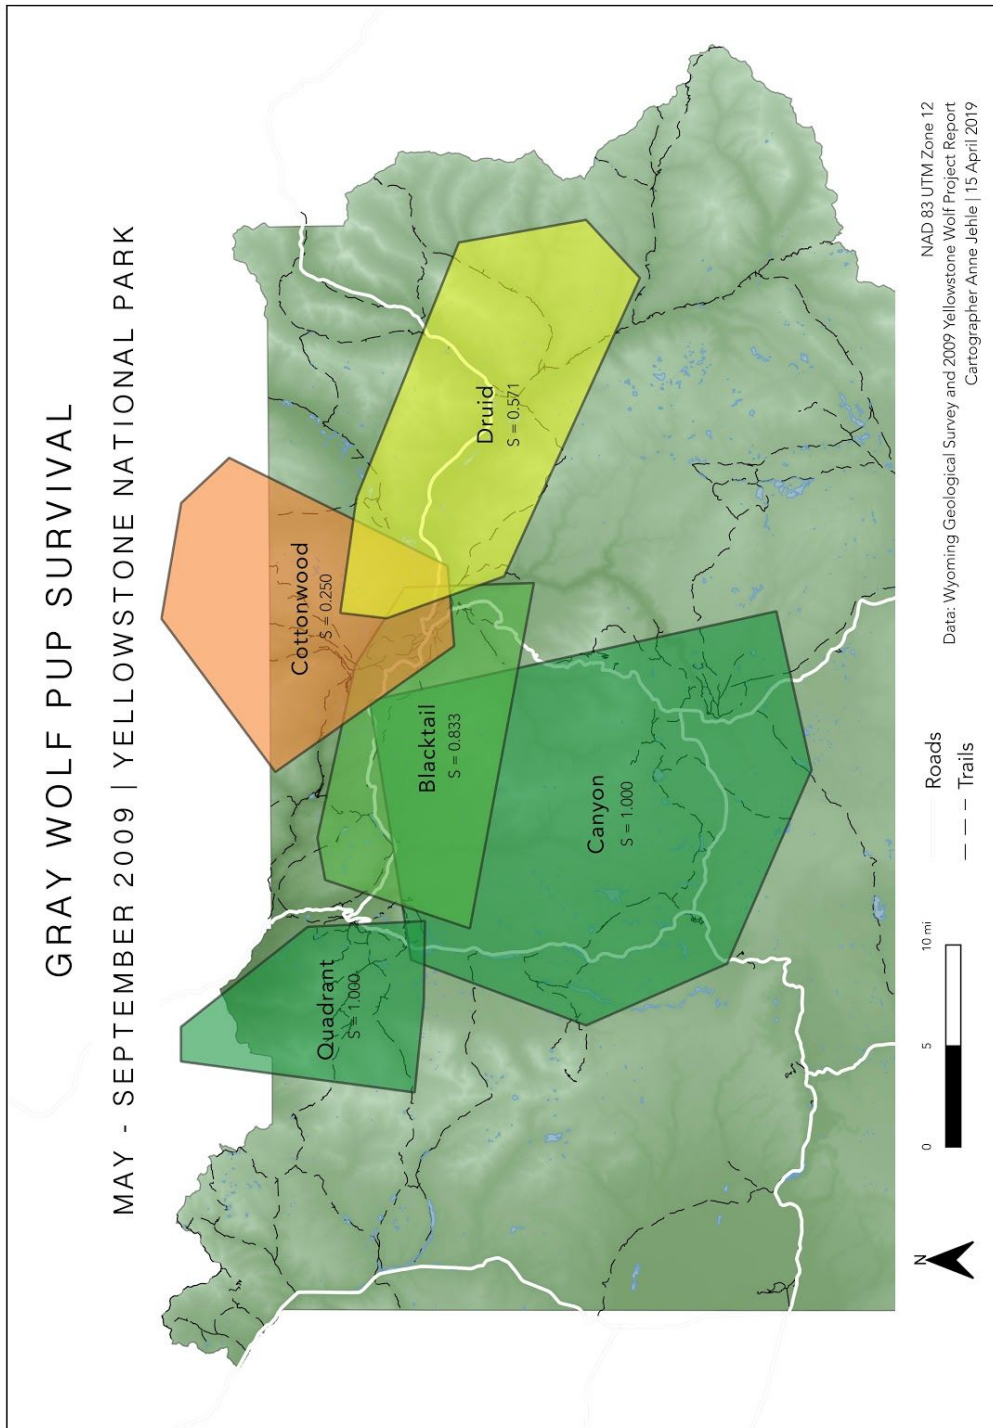 GRAY WOLF PUP SURVIVAL
MAY - SEPTEMBER 2009 | YELLOWSTONE NATIONAL PARK
Quadrant
S = 1.000
Cottonwood
S = 0.250
Blacktail
S = 0.833
Druid
S = 0.571
Canyon
S = 1.000
N
0 5 10 mi
Roads
Trails
NAD 83 UTM Zone 12
Data: Wyoming Geological Survey and 2009 Yellowstone Wolf Project Report
Cartographer Anne Jehle | 15 April 2019